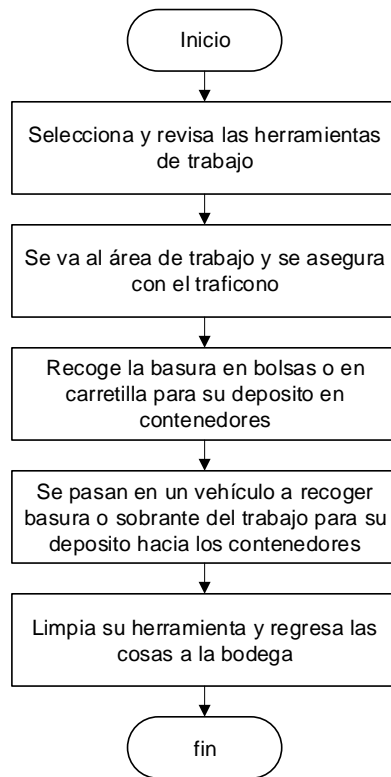 Inicio
Selecciona y revisa las herramientas
de trabajo
Se va al área de trabajo y se asegura
con el traficono
Recoge la basura en bolsas o en
carretilla para su deposito en
contenedores
Se pasan en un vehículo a recoger
basura o sobrante del trabajo para su
deposito hacia los contenedores
Limpia su herramienta y regresa las
cosas a la bodega
fin